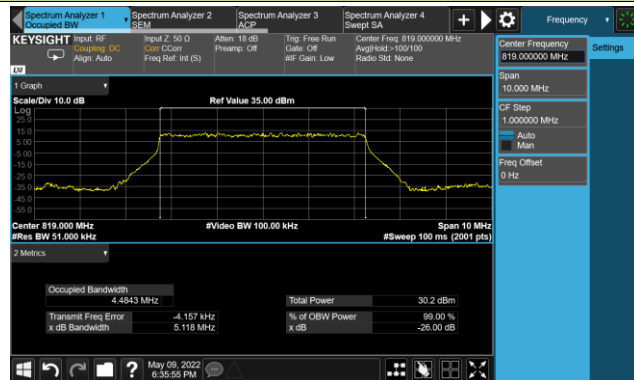 Spectrum Analyzer 1
Occupied BW
Spectrum Analyzer 2
SEM
Spectrum Analyzer 3
ACP
Spectrum Analyzer 4
Swept SA
Frequency
KEYSIGHT
Input: RF
Coupling: DC
Align: Auto
Input Z: 50 Ω
Corr CCorr
Freq Ref: Int (S)
Atten: 18 dB
Preamp: Off
Trig: Free Run
Gate: Off
#IF Gain: Low
Center Freq: 819.000000 MHz
Avg|Hold:>100/100
Radio Std: None
Center Frequency
819.000000 MHz
Settings
Span
10.000 MHz
CF Step
1.000000 MHz
Auto
Man
Freq Offset
0 Hz
1 Graph
Scale/Div 10.0 dB
Ref Value 35.00 dBm
Log
25.0
15.0
5.00
-5.00
-15.0
-25.0
-35.0
-45.0
-55.0
Center 819.000 MHz
#Video BW 100.00 kHz
Span 10 MHz
#Res BW 51.000 kHz
#Sweep 100 ms (2001 pts)
2 Metrics
Occupied Bandwidth
4.4843 MHz
Total Power
30.2 dBm
Transmit Freq Error
-4.157 kHz
% of OBW Power
99.00 %
x dB Bandwidth
5.118 MHz
x dB
-26.00 dB
May 09, 2022
6:35:55 PM